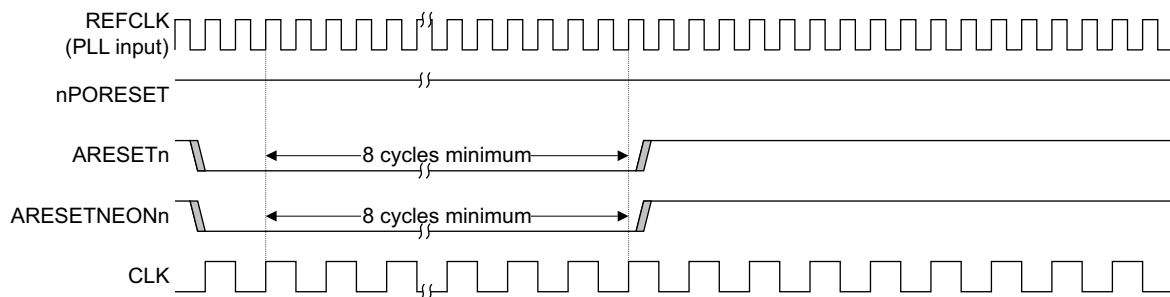 REFCLK
(PLL input)
nPORESET
ARESETn
8 cycles minimum
ARESETNEONn
8 cycles minimum
CLK